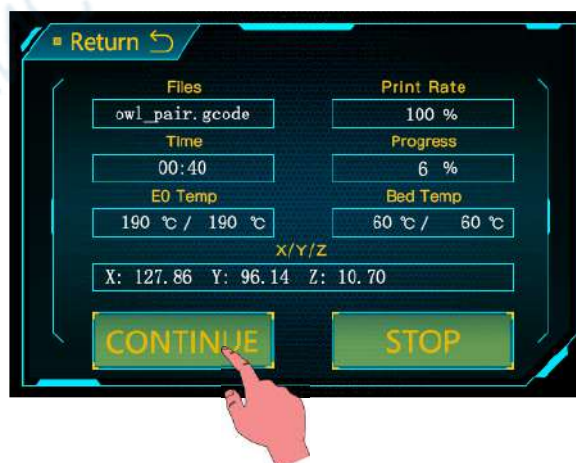 Return
Files Print Rate
owl_pair.gcode 100 %
Time Progress
00:40 6 %
E0 Temp Bed Temp
190 ℃ / 190 ℃ 60 ℃ / 60 ℃
X/Y/Z
X: 127.86 Y: 96.14 Z: 10.70
CONTINUE STOP